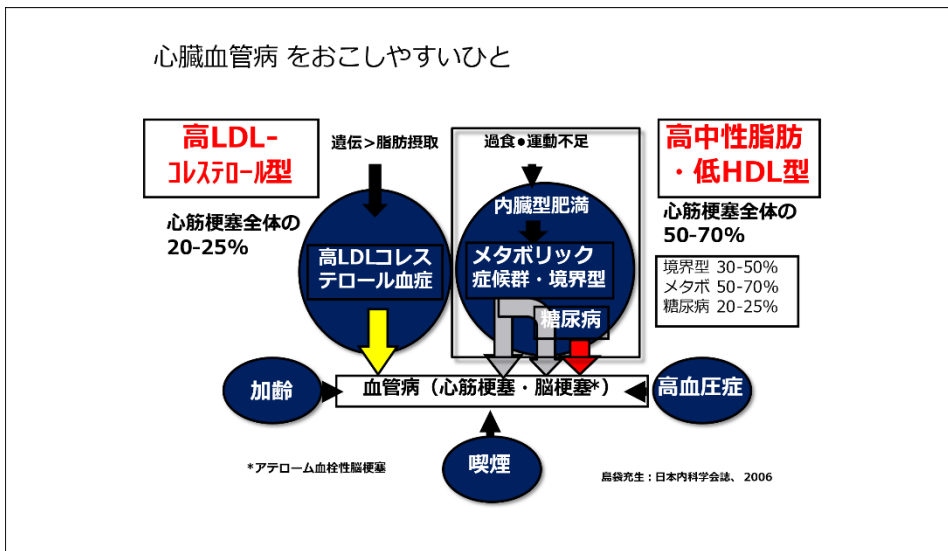 心臓血管病 をおこしやすいひと
高LDL-
ｺﾚｽﾃﾛｰﾙ型
心筋梗塞全体の
20-25%
遺伝>脂肪摂取
高LDLコレス
テロール血症
過食●運動不足
内臓型肥満
メタボリック
症候群・境界型
糖尿病
高中性脂肪
・低HDL型
心筋梗塞全体の
50-70%
境界型 30-50%
メタボ 50-70%
糖尿病 20-25%
加齢
血管病（心筋梗塞・脳梗塞*）
高血圧症
喫煙
*アテローム血栓性脳梗塞
島袋充生：日本内科学会誌、2006